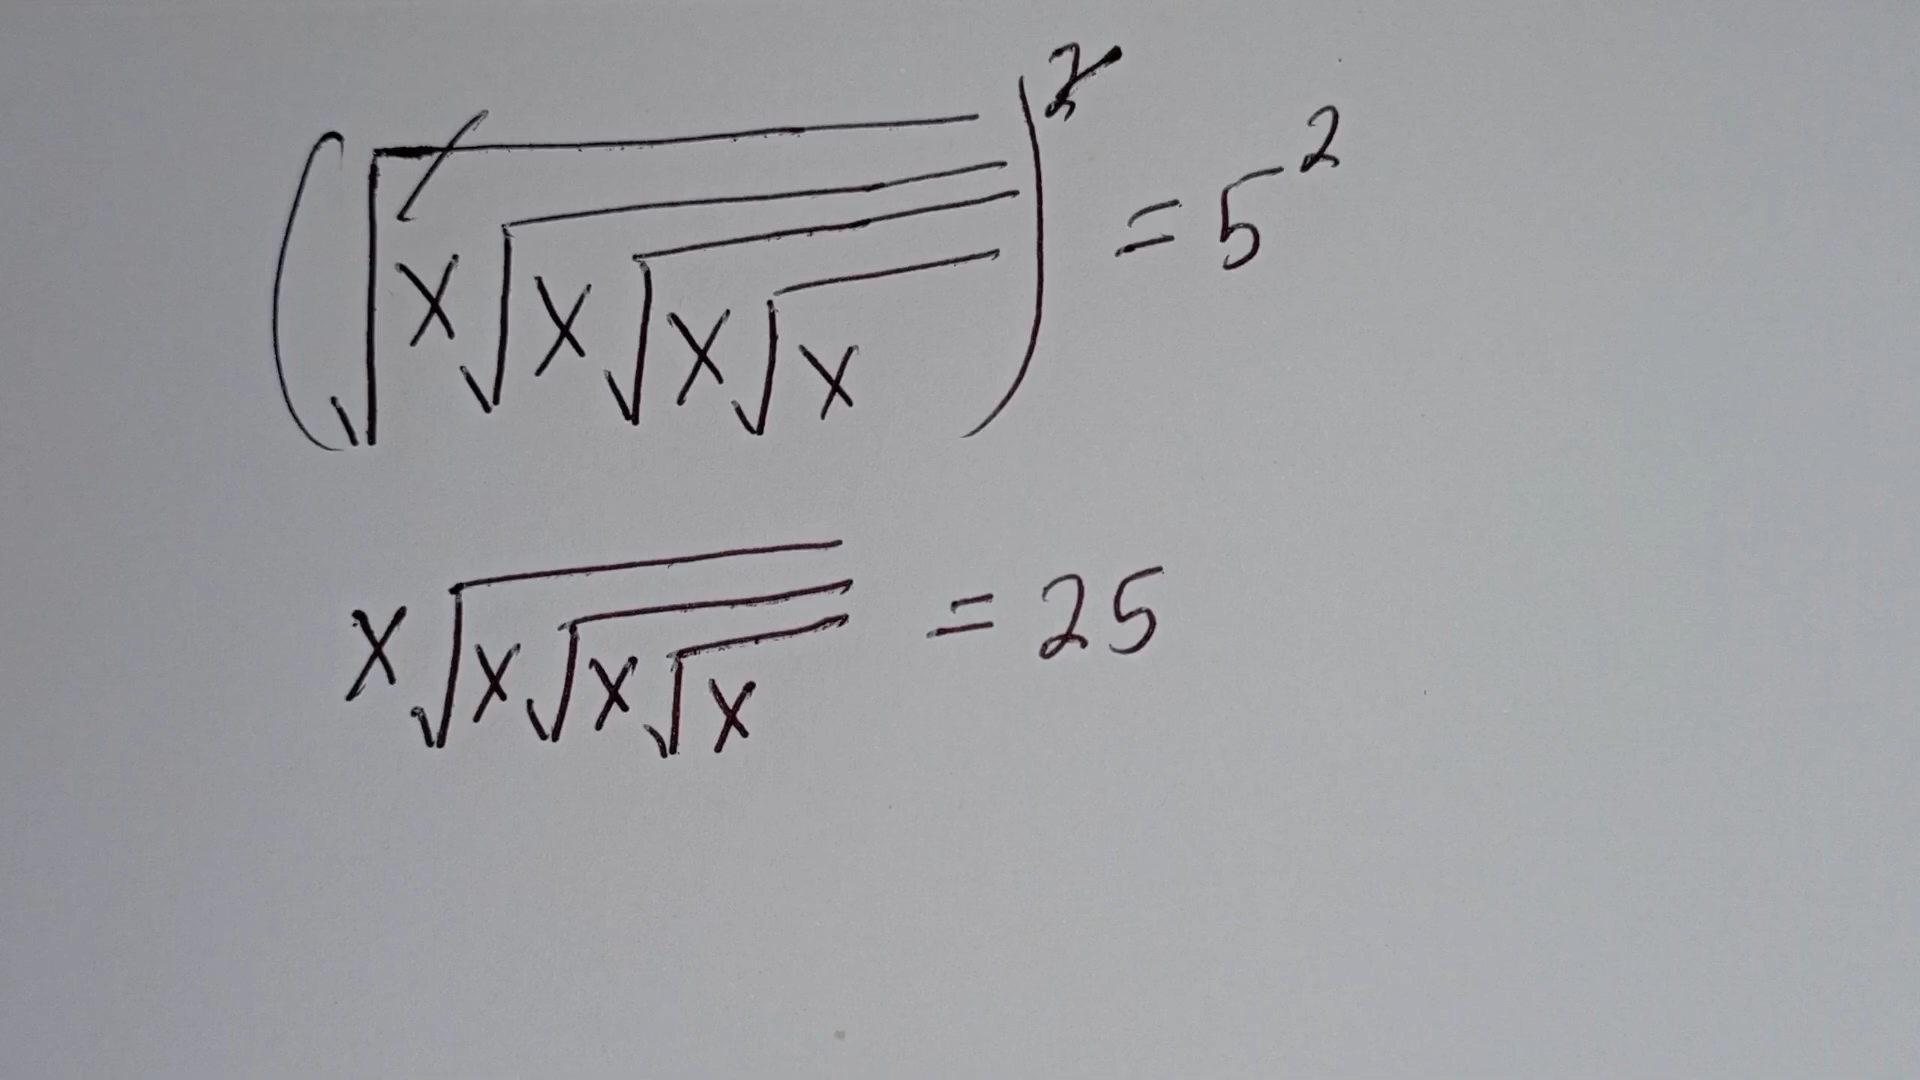 (√(x√(x√(x√x))))² = 5²
x√(x√(x√x)) = 25